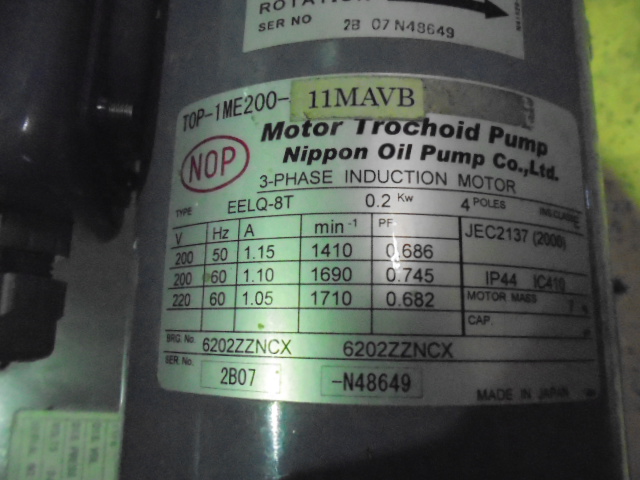 ROTATION
SER NO 2B 07 N48649
TOP-1ME200- 11MAVB
NOP
Motor Trochoid Pump
Nippon Oil Pump Co.,Ltd.
3-PHASE INDUCTION MOTOR
TYPE EELQ-8T 0.2 Kw 4 POLES INS.CLASS
V Hz A min-1 PF JEC2137 (2000)
200 50 1.15 1410 0.686
200 60 1.10 1690 0.745 IP44 IC410
220 60 1.05 1710 0.682 MOTOR MASS 7
CAP.
BRG. No. 6202ZZNCX 6202ZZNCX
SER No. 2B07 -N48649
MADE IN JAPAN